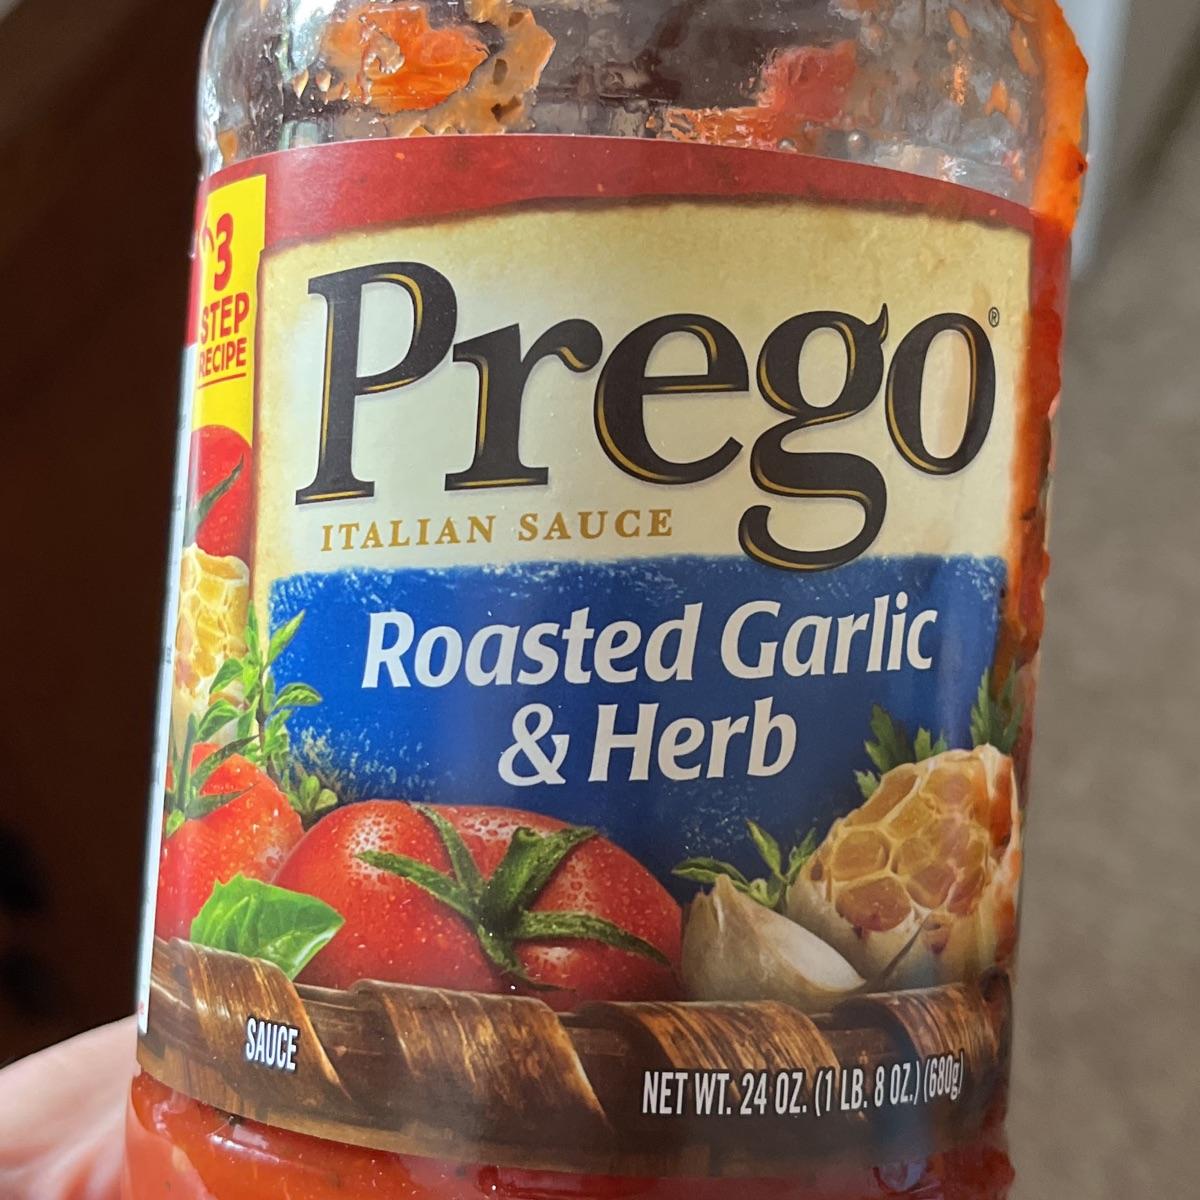 3
STEP
RECIPE
Prego®
ITALIAN SAUCE
Roasted Garlic
& Herb
SAUCE
NET WT. 24 OZ. (1 LB. 8 OZ.) (680g)